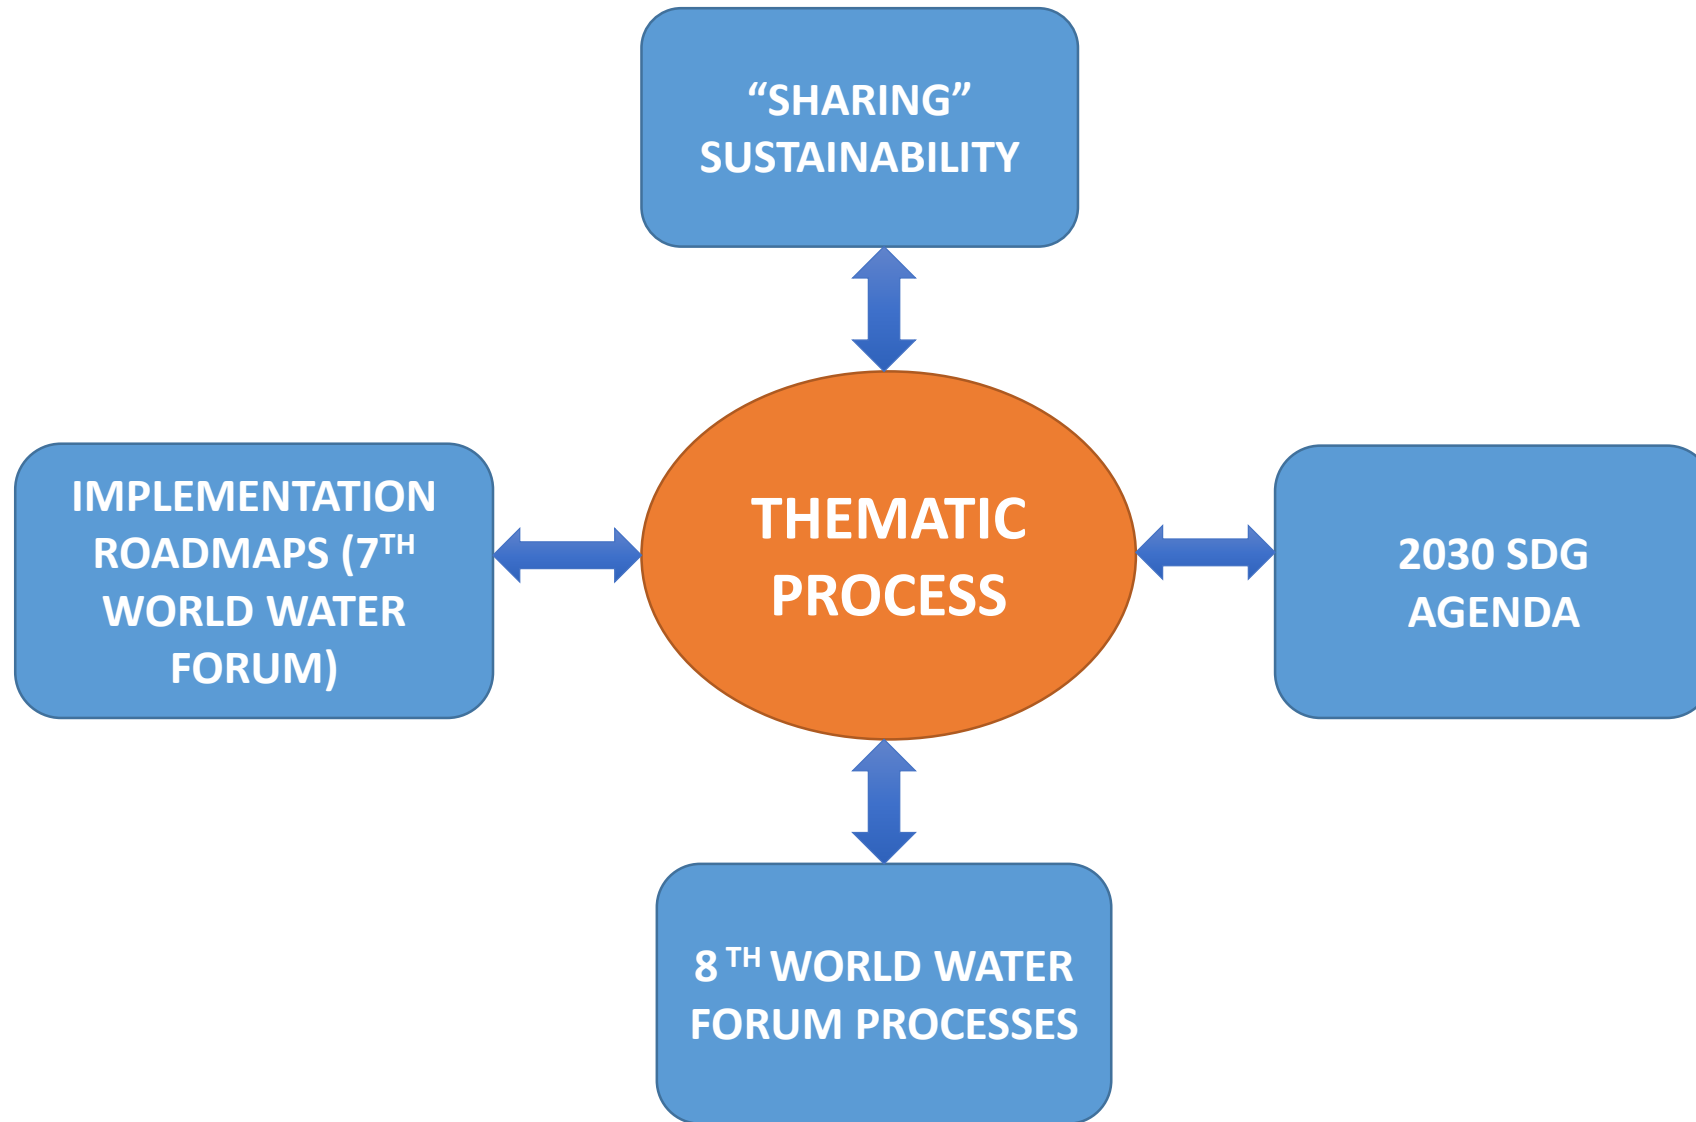 “SHARING”
SUSTAINABILITY
IMPLEMENTATION
ROADMAPS (7TH
WORLD WATER
FORUM)
THEMATIC
PROCESS
2030 SDG
AGENDA
8 TH WORLD WATER
FORUM PROCESSES